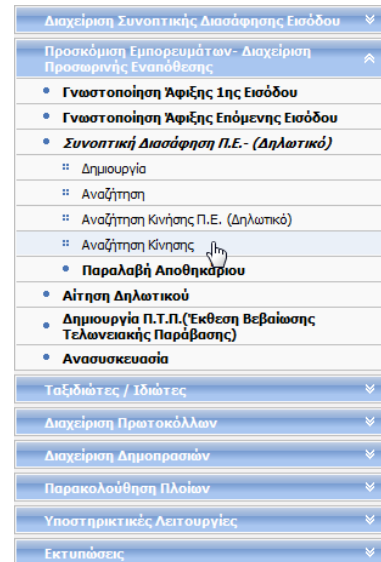 Διαχείριση Συνοπτικής Διασάφησης Εισόδου
Προσκόμιση Εμπορευμάτων- Διαχείριση
Προσωρινής Εναπόθεσης
Γνωστοποίηση Άφιξης 1ης Εισόδου
Γνωστοποίηση Άφιξης Επόμενης Εισόδου
Συνοπτική Διασάφηση Π.Ε.- (Δηλωτικό)
Δημιουργία
Αναζήτηση
Αναζήτηση Κινήσης Π.Ε. (Δηλωτικό)
Αναζήτηση Κίνησης
Παραλαβή Αποθηκάριου
Αίτηση Δηλωτικού
Δημιουργία Π.Τ.Π.(Έκθεση Βεβαίωσης
Τελωνειακής Παράβασης)
Ανασυσκευασία
Ταξιδιώτες / Ιδιώτες
Διαχείριση Πρωτοκόλλων
Διαχείριση Δημοπρασιών
Παρακολούθηση Πλοίων
Υποστηρικτικές Λειτουργίες
Εκτυπώσεις